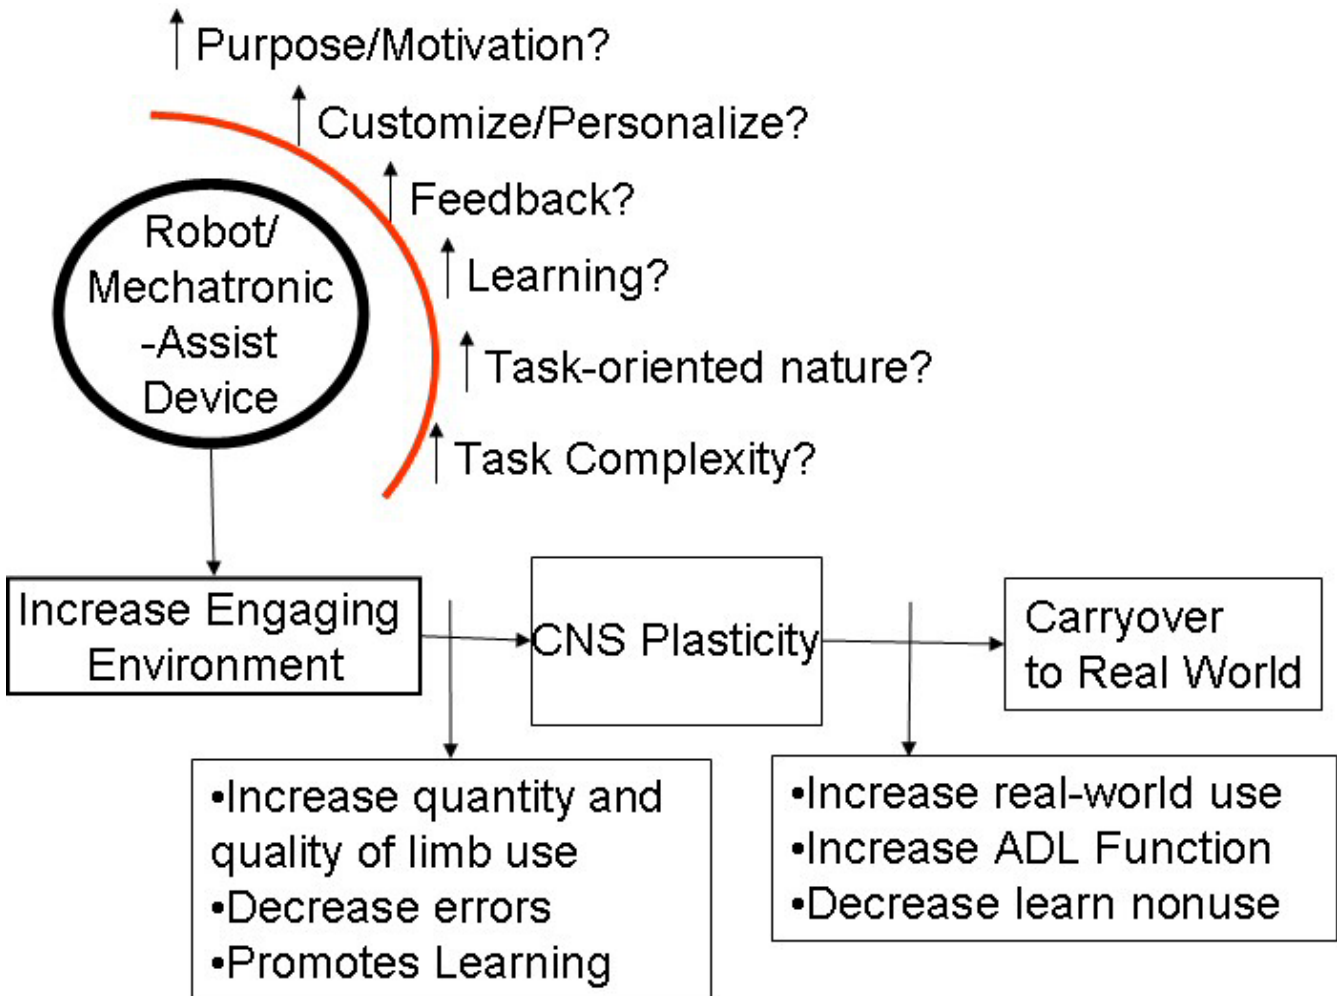 Purpose/Motivation?
Customize/Personalize?
Feedback?
Learning?
Task-oriented nature?
Task Complexity?
Robot/
Mechatronic
-Assist
Device
Increase Engaging
Environment
CNS Plasticity
Carryover
to Real World
•Increase quantity and
quality of limb use
•Decrease errors
•Promotes Learning
•Increase real-world use
•Increase ADL Function
•Decrease learn nonuse